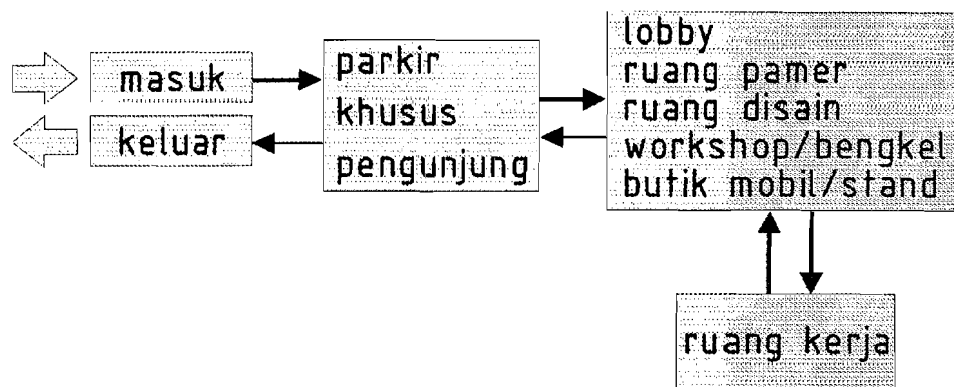 masuk
keluar
parkir
khusus
pengunjung
lobby
ruang pamer
ruang disain
workshop/bengkel
butik mobil/stand
ruang kerja